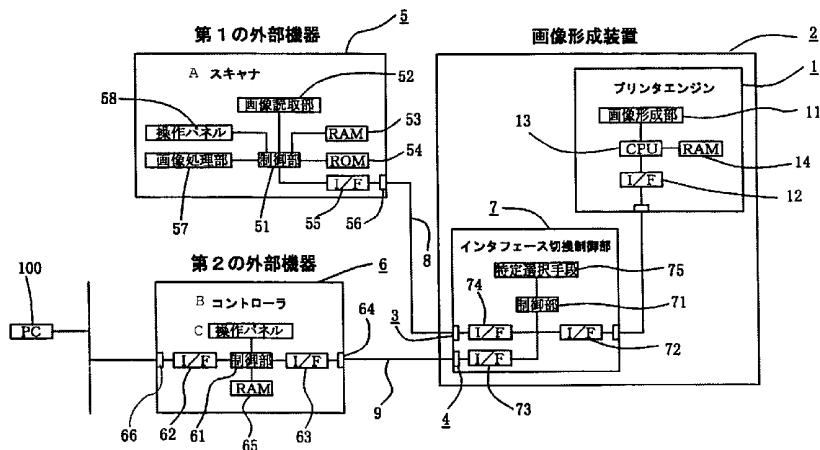 第１の外部機器
5
A スキャナ
52
58
画像読取部
操作パネル
RAM
53
画像処理部
制御部
ROM
54
I/F
57
51
55
56
8
画像形成装置
2
1
プリンタエンジン
画像形成部
11
13
CPU
RAM
14
I/F
12
7
インタフェース切換制御部
特定選択手段
75
74
制御部
71
3
I/F
I/F
72
I/F
4
73
第２の外部機器
6
100
PC
B コントローラ
64
C 操作パネル
I/F
制御部
I/F
RAM
66
62
61
65
63
9